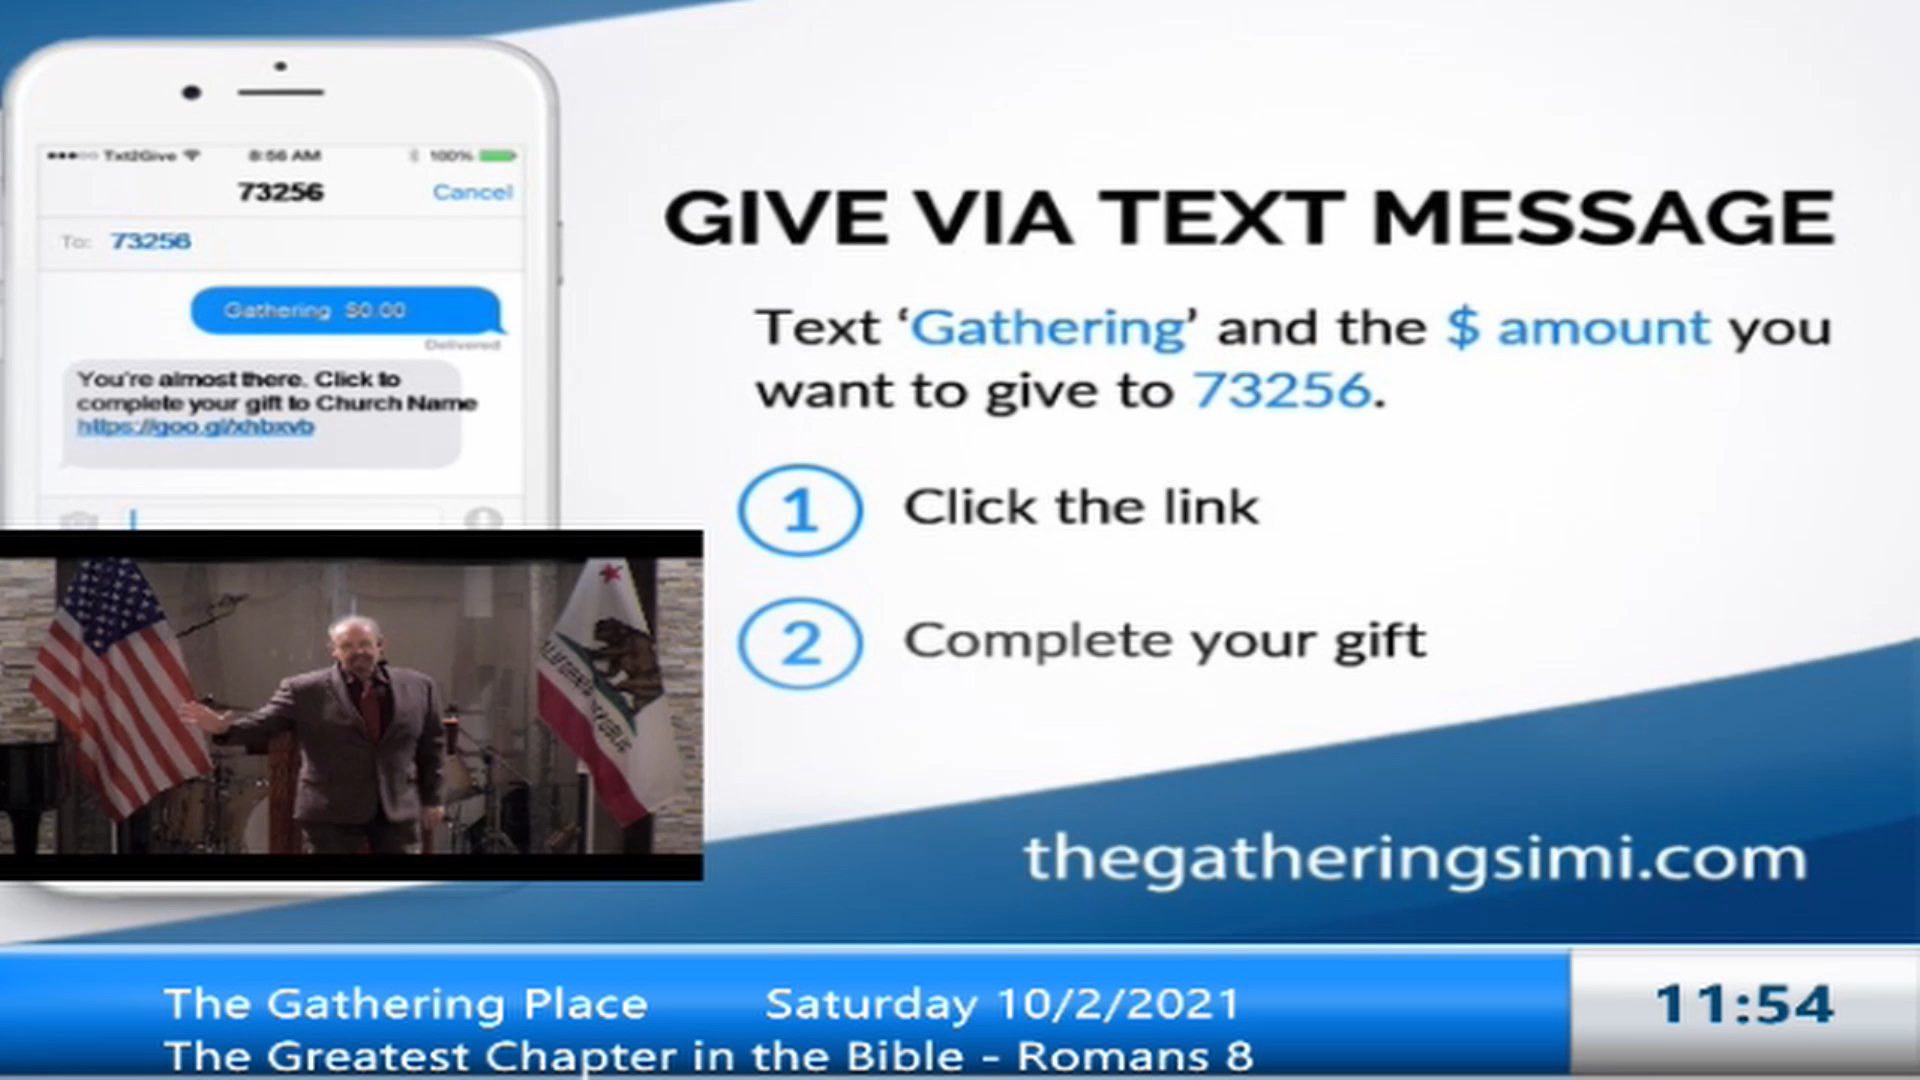 Txt2Give 8:56 AM 100%
73256 Cancel
To: 73256
Gathering $0.00
Delivered
You're almost there. Click to
complete your gift to Church Name
https://goo.gl/xhbxvb
GIVE VIA TEXT MESSAGE
Text ‘Gathering’ and the $ amount you
want to give to 73256.
1 Click the link
2 Complete your gift
CALIFORNIA REPUBLIC
thegatheringsimi.com
The Gathering Place Saturday 10/2/2021
The Greatest Chapter in the Bible - Romans 8
11:54